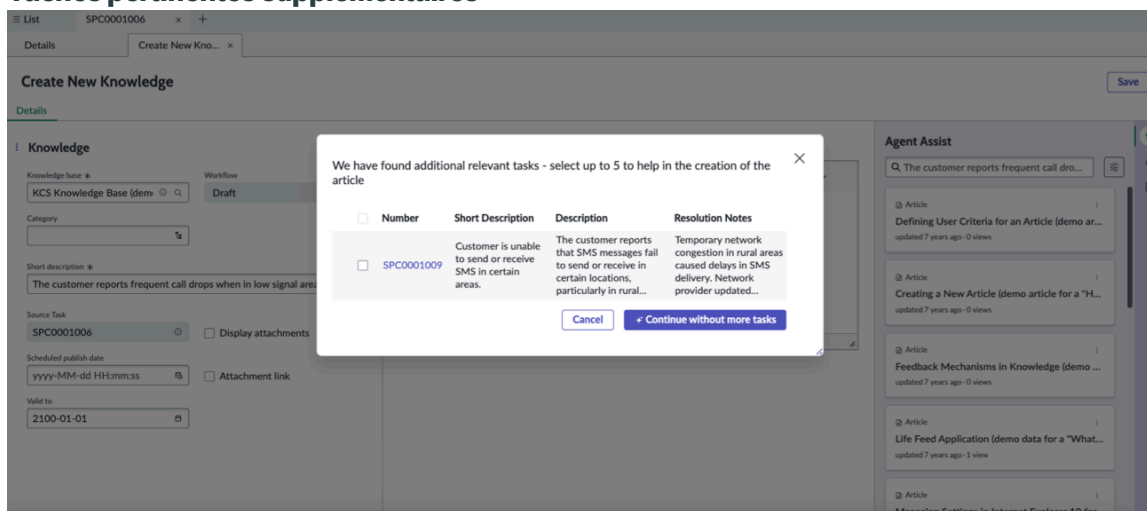 List
SPC0001006
Details
Create New Kno...
Create New Knowledge
Save
Details
Knowledge
Knowledge base
Workflow
KCS Knowledge Base (dem
Draft
Category
Short description
The customer reports frequent call drops when in low signal area
Source Task
SPC0001006
Display attachments
Scheduled publish date
yyyy-MM-dd HH:mm:ss
Attachment link
Valid to
2100-01-01
We have found additional relevant tasks - select up to 5 to help in the creation of the
article
Number Short Description Description Resolution Notes
SPC0001009
Customer is unable
to send or receive
SMS in certain
areas.
The customer reports
that SMS messages fail
to send or receive in
certain locations,
particularly in rural...
Temporary network
congestion in rural areas
caused delays in SMS
delivery. Network
provider updated...
Cancel
Continue without more tasks
Agent Assist
The customer reports frequent call dro...
Article
Defining User Criteria for an Article (demo ar...
updated 7 years ago - 0 views
Article
Creating a New Article (demo article for a "H...
updated 7 years ago - 0 views
Article
Feedback Mechanisms in Knowledge (demo ...
updated 7 years ago - 0 views
Article
Life Feed Application (demo data for a "What...
updated 7 years ago - 1 view
Article